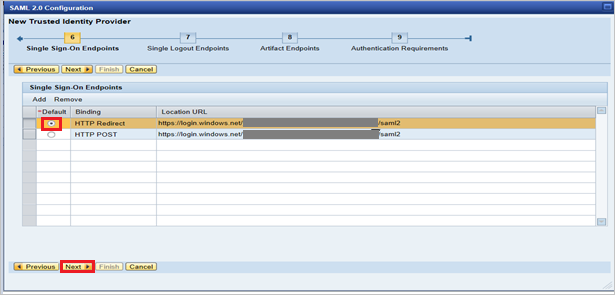 SAML 2.0 Configuration
New Trusted Identity Provider
6 7 8 9
Single Sign-On Endpoints Single Logout Endpoints Artifact Endpoints Authentication Requirements
Previous Next Finish Cancel
Single Sign-On Endpoints
Add Remove
*Default Binding Location URL
HTTP Redirect https://login.windows.net/ /saml2
HTTP POST https://login.windows.net/ /saml2
Previous Next Finish Cancel